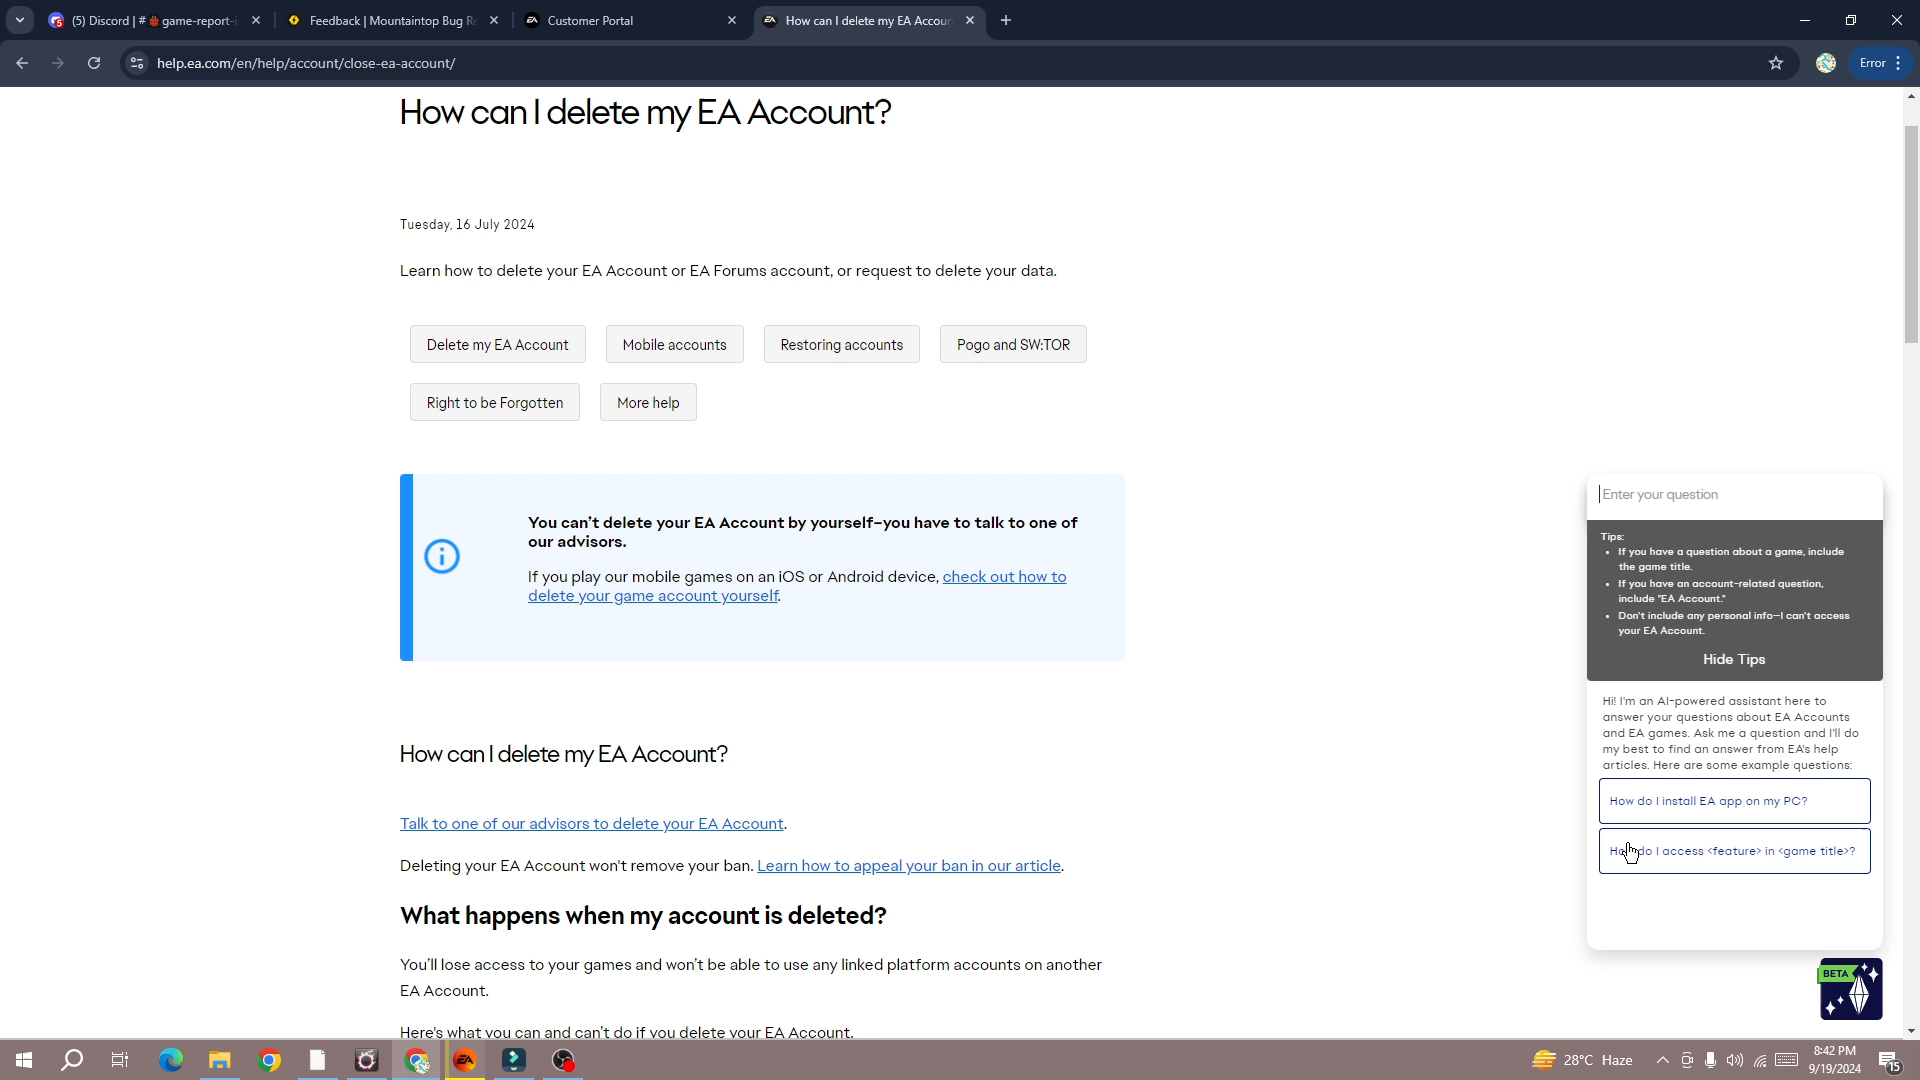 (5) Discord | # game-report-i
Feedback | Mountaintop Bug Re
Customer Portal
How can I delete my EA Accoun
help.ea.com/en/help/account/close-ea-account/
Error
How can I delete my EA Account?
Tuesday, 16 July 2024
Learn how to delete your EA Account or EA Forums account, or request to delete your data.
Delete my EA Account
Mobile accounts
Restoring accounts
Pogo and SW:TOR
Right to be Forgotten
More help
You can't delete your EA Account by yourself–you have to talk to one of
our advisors.
If you play our mobile games on an iOS or Android device, check out how to
delete your game account yourself.
How can I delete my EA Account?
Talk to one of our advisors to delete your EA Account.
Deleting your EA Account won't remove your ban. Learn how to appeal your ban in our article.
What happens when my account is deleted?
You'll lose access to your games and won't be able to use any linked platform accounts on another
EA Account.
Here's what you can and can't do if you delete your EA Account.
Enter your question
Tips:
• If you have a question about a game, include
the game title.
• If you have an account-related question,
include "EA Account."
• Don't include any personal info—I can't access
your EA Account.
Hide Tips
Hi! I'm an AI-powered assistant here to
answer your questions about EA Accounts
and EA games. Ask me a question and I'll do
my best to find an answer from EA's help
articles. Here are some example questions:
How do I install EA app on my PC?
How do I access <feature> in <game title>?
BETA
EA
28°C Haze
8:42 PM
9/19/2024
15